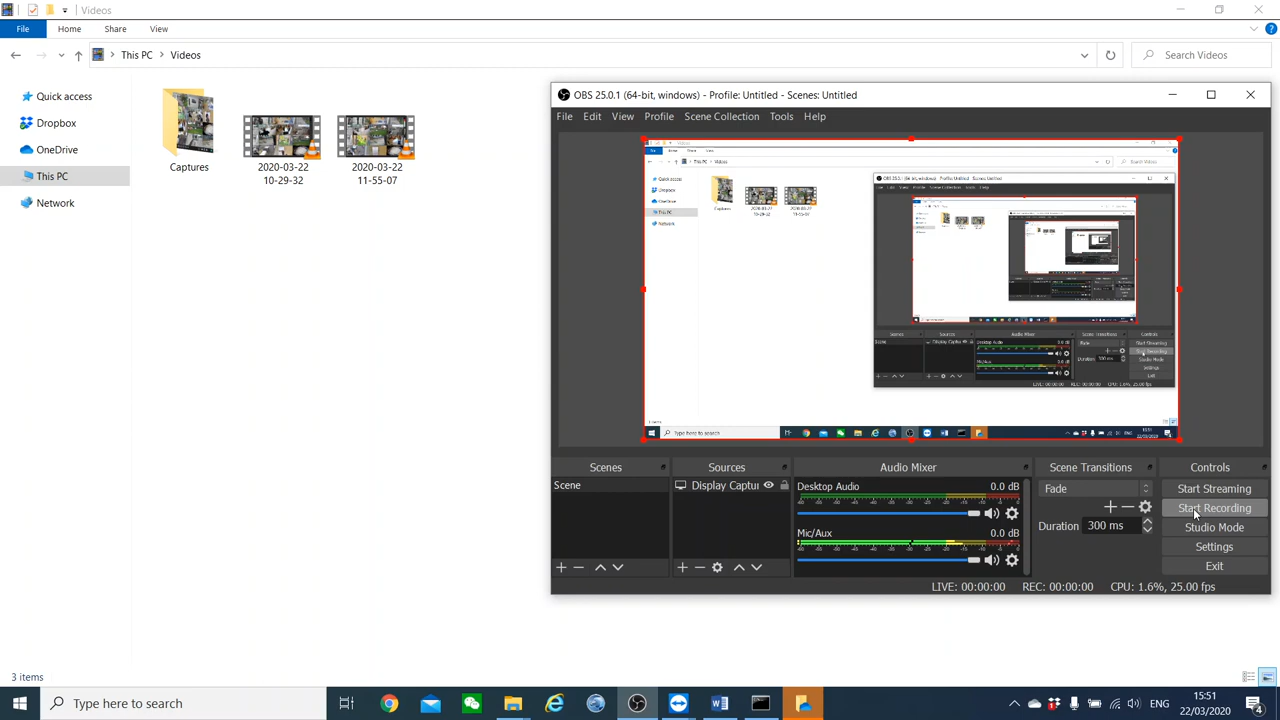 Videos
File Home Share View
This PC Videos Search Videos
Quick access
Dropbox
OneDrive
This PC
Network
Captures
2020-03-22
10-29-32
2020-03-22
11-55-07
OBS 25.0.1 (64-bit, windows) - Profile: Untitled - Scenes: Untitled
File Edit View Profile Scene Collection Tools Help
Scenes
Scene
Sources
Display Captu
Audio Mixer
Desktop Audio 0.0 dB
Mic/Aux 0.0 dB
Scene Transitions
Fade
Duration 300 ms
Controls
Start Streaming
Start Recording
Studio Mode
Settings
Exit
LIVE: 00:00:00 REC: 00:00:00 CPU: 1.6%, 25.00 fps
3 items
Type here to search
ENG
15:51
22/03/2020
4